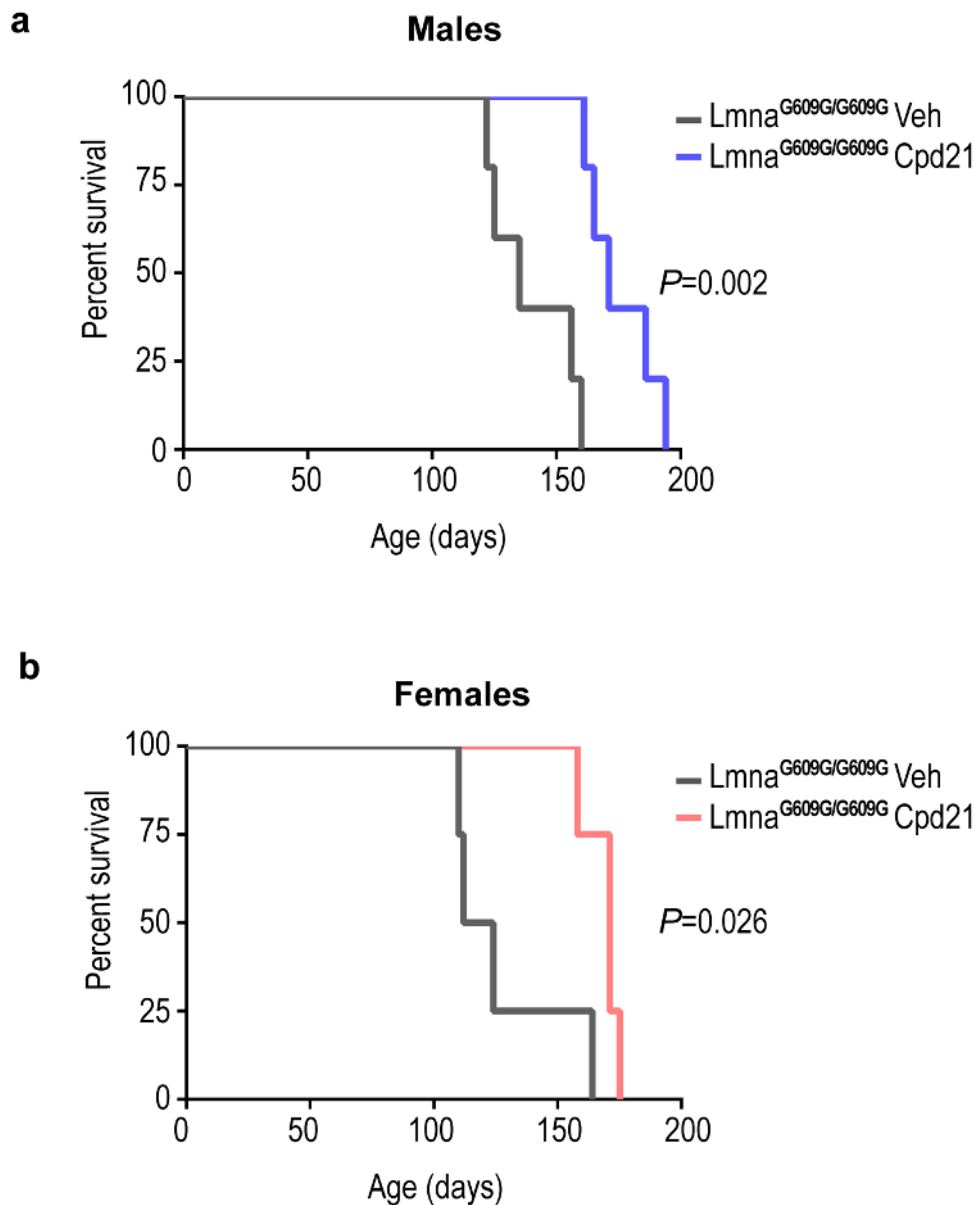 a
Males
100
75
50
25
0
Percent survival
0 50 100 150 200
Age (days)
Lmna^G609G/G609G Veh
Lmna^G609G/G609G Cpd21
P=0.002
b
Females
100
75
50
25
0
Percent survival
0 50 100 150 200
Age (days)
Lmna^G609G/G609G Veh
Lmna^G609G/G609G Cpd21
P=0.026